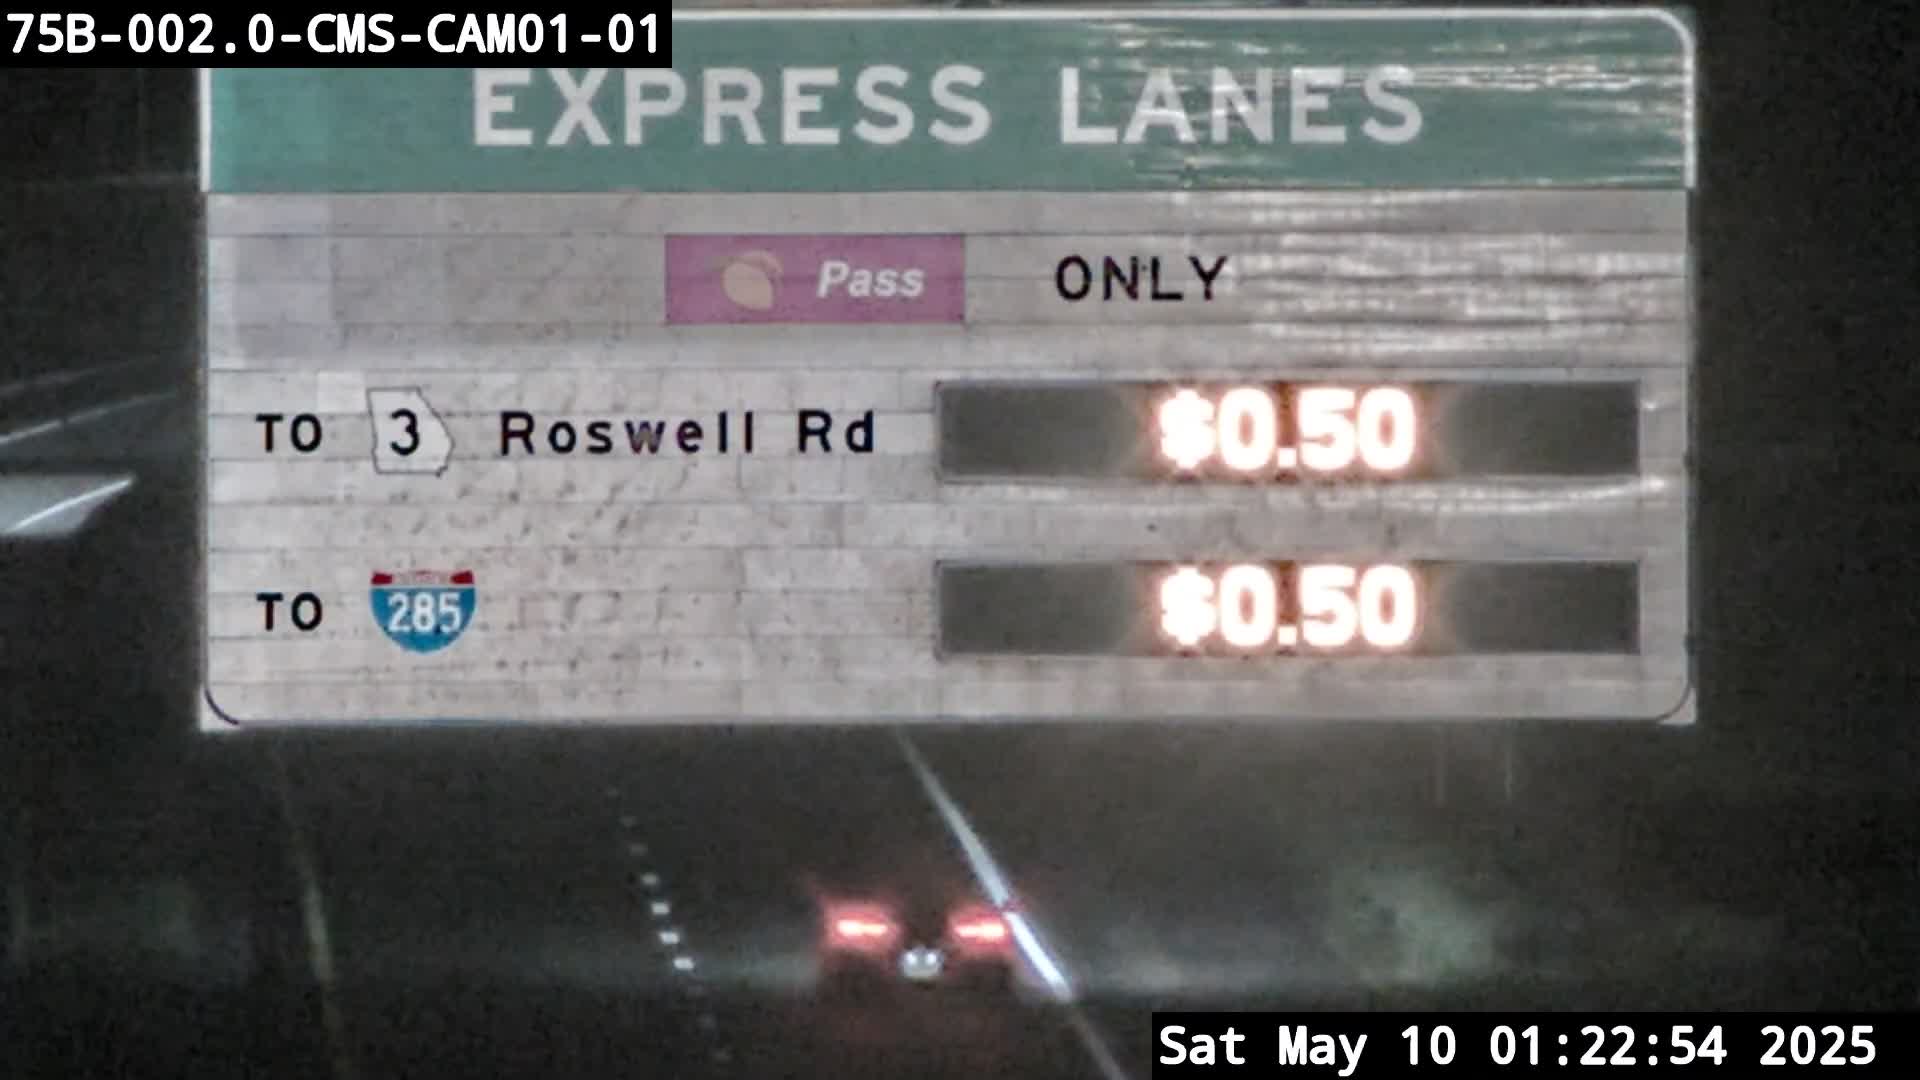 75B-002.0-CMS-CAM01-01
EXPRESS LANES
Pass ONLY
TO 3 Roswell Rd $0.50
TO 285 $0.50
Sat May 10 01:22:54 2025